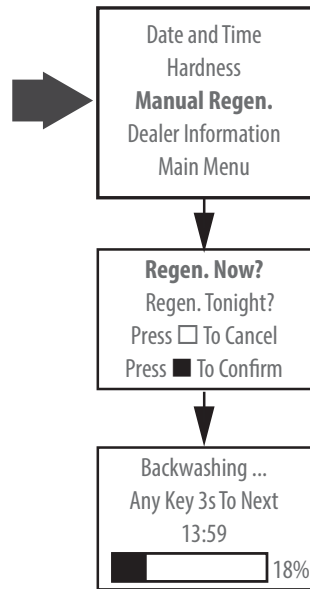 Date and Time
Hardness
Manual Regen.
Dealer Information
Main Menu
Regen. Now?
Regen. Tonight?
Press □ To Cancel
Press ■ To Confirm
Backwashing ...
Any Key 3s To Next
13:59
18%